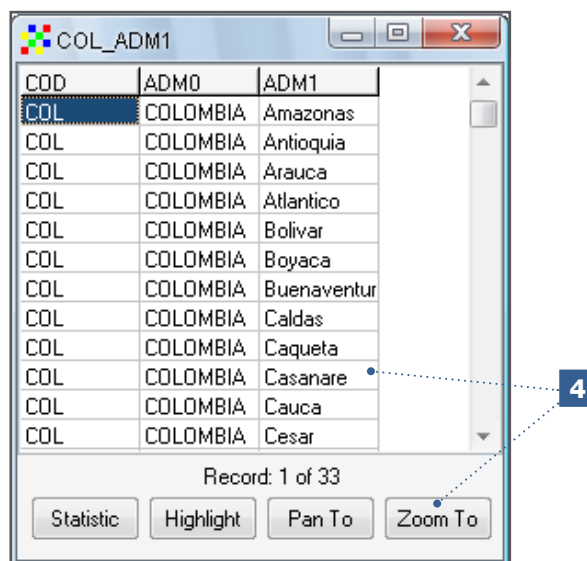 COL_ADM1
COD ADM0 ADM1
COL COLOMBIA Amazonas
COL COLOMBIA Antioquia
COL COLOMBIA Arauca
COL COLOMBIA Atlantico
COL COLOMBIA Bolivar
COL COLOMBIA Boyaca
COL COLOMBIA Buenaventur
COL COLOMBIA Caldas
COL COLOMBIA Caqueta
COL COLOMBIA Casanare
COL COLOMBIA Cauca
COL COLOMBIA Cesar
4
Record: 1 of 33
Statistic Highlight Pan To Zoom To